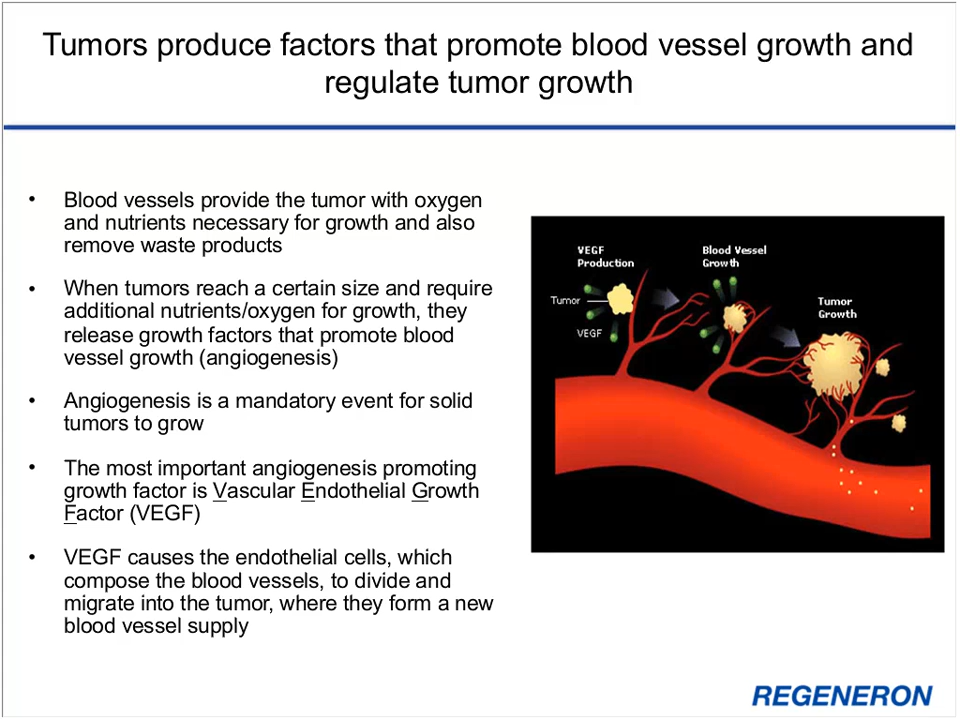 Tumors produce factors that promote blood vessel growth and
regulate tumor growth
• Blood vessels provide the tumor with oxygen
and nutrients necessary for growth and also
remove waste products
• When tumors reach a certain size and require
additional nutrients/oxygen for growth, they
release growth factors that promote blood
vessel growth (angiogenesis)
• Angiogenesis is a mandatory event for solid
tumors to grow
• The most important angiogenesis promoting
growth factor is Vascular Endothelial Growth
Factor (VEGF)
• VEGF causes the endothelial cells, which
compose the blood vessels, to divide and
migrate into the tumor, where they form a new
blood vessel supply
VEGF
Production
Tumor
VEGF
Blood Vessel
Growth
Tumor
Growth
REGENERON